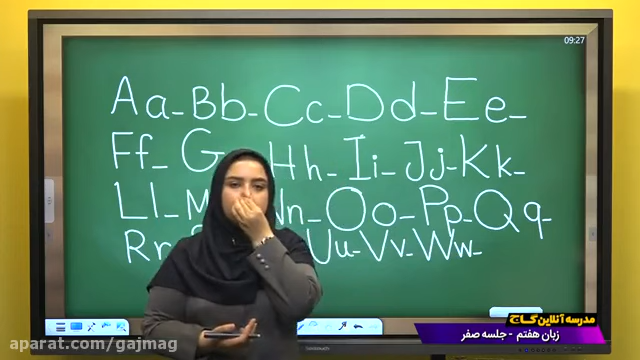 09:27
Aa - Bb - Cc - Dd - Ee -
Ff - G Hh - Ii - Jj - Kk -
Ll - M Nn - Oo - Pp - Qq -
Rr Uu - Vv - Ww -
مدرسه آنلاین گاج
زبان هفتم - جلسه صفر
aparat.com/gajmag